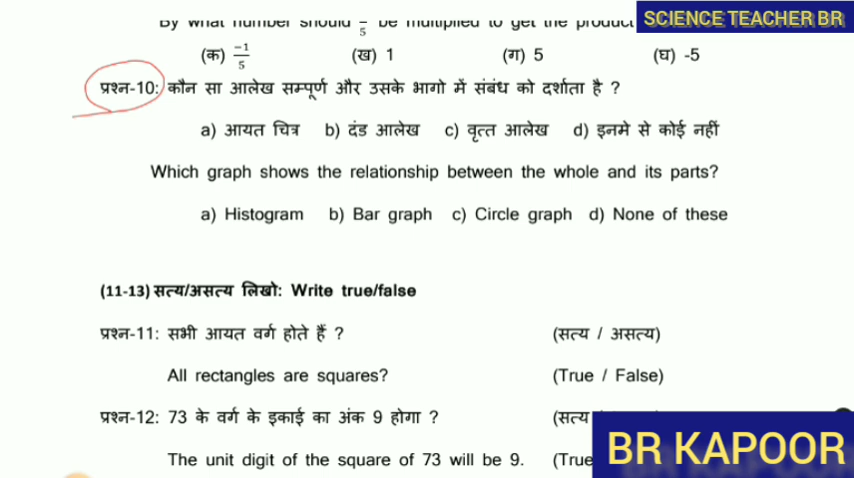 By what number should _/5 be multiplied to get the product
SCIENCE TEACHER BR
(क) -1/5 (ख) 1 (ग) 5 (घ) -5
प्रश्न-10: कौन सा आलेख सम्पूर्ण और उसके भागो में संबंध को दर्शाता है ?
a) आयत चित्र b) दंड आलेख c) वृत्त आलेख d) इनमे से कोई नहीं
Which graph shows the relationship between the whole and its parts?
a) Histogram b) Bar graph c) Circle graph d) None of these
(11-13) सत्य/असत्य लिखो: Write true/false
प्रश्न-11: सभी आयत वर्ग होते हैं ? (सत्य / असत्य)
All rectangles are squares? (True / False)
प्रश्न-12: 73 के वर्ग के इकाई का अंक 9 होगा ? (सत्य
The unit digit of the square of 73 will be 9. (True
BR KAPOOR